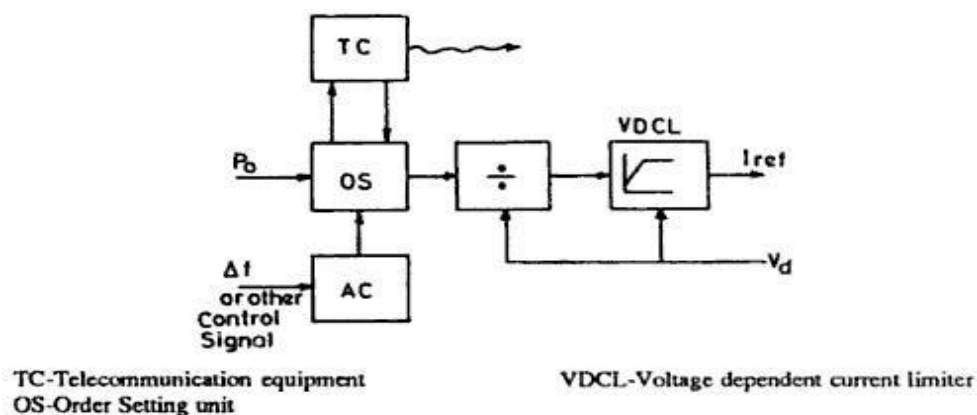 TC
VDCL
P₀
OS
÷
Iref
Vd
Δf
or other
Control
Signal
AC
TC-Telecommunication equipment
VDCL-Voltage dependent current limiter
OS-Order Setting unit